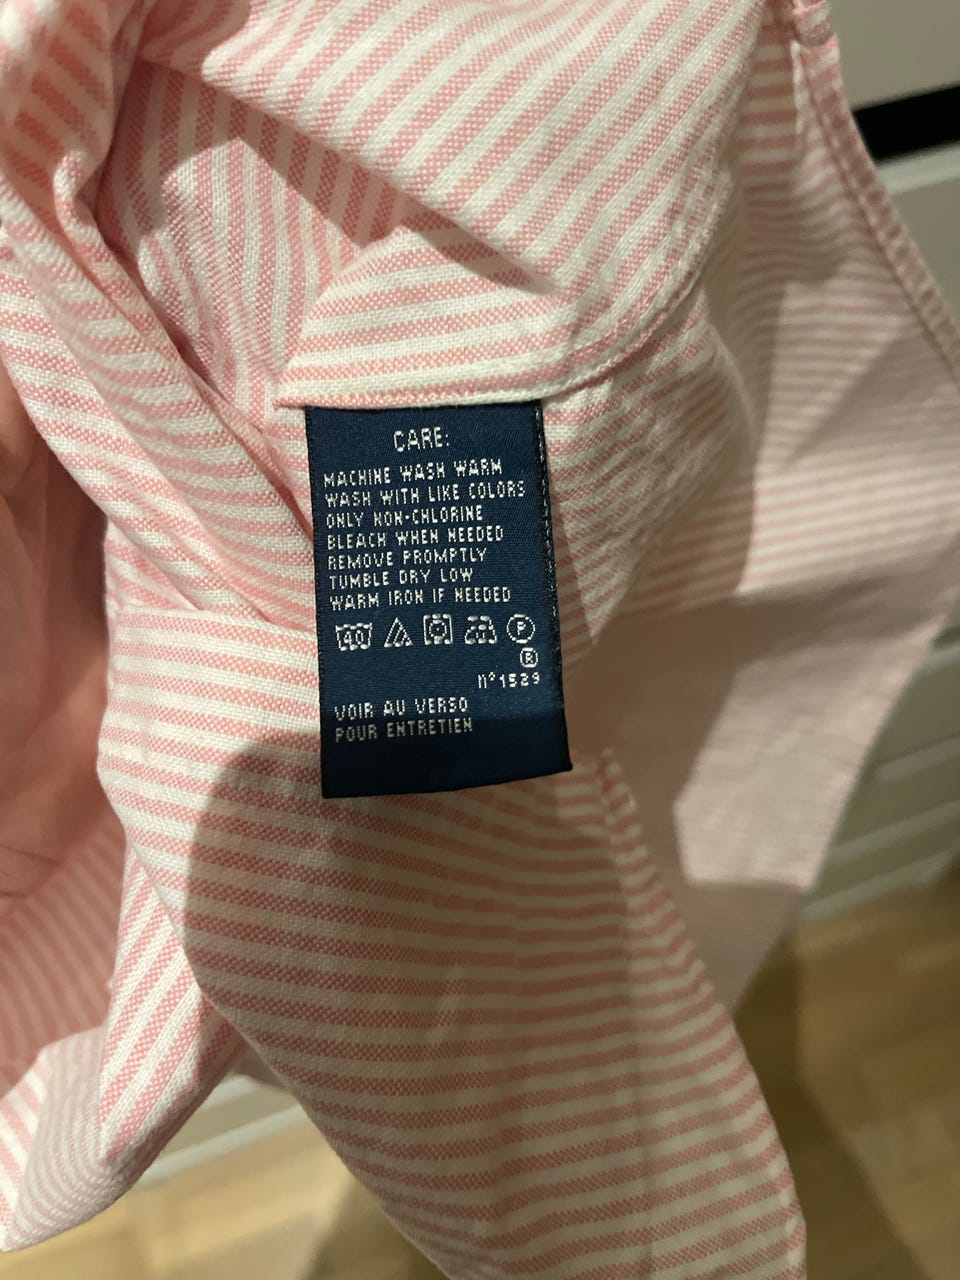 CARE:
MACHINE WASH WARM
WASH WITH LIKE COLORS
ONLY NON-CHLORINE
BLEACH WHEN NEEDED
REMOVE PROMPTLY
TUMBLE DRY LOW
WARM IRON IF NEEDED
40 P
R
n°1529
VOIR AU VERSO
POUR ENTRETIEN